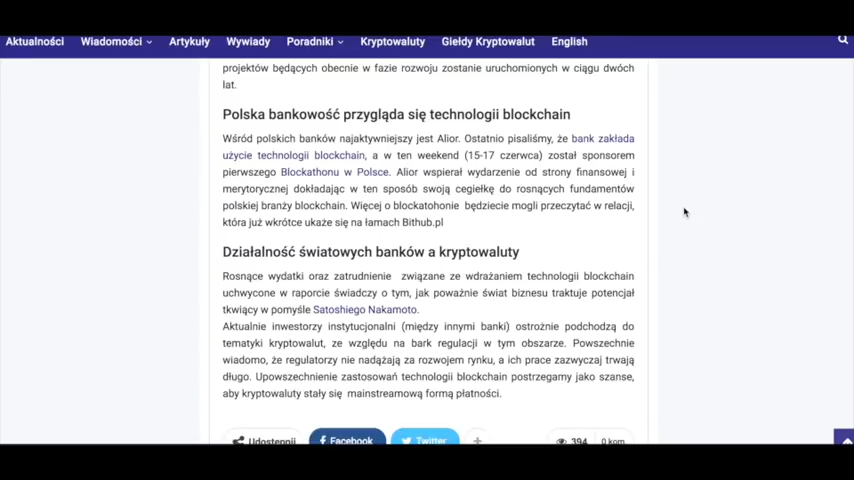 Aktualności Wiadomości Artykuły Wywiady Poradniki Kryptowaluty Giełdy Kryptowalut English
projektów będących obecnie w fazie rozwoju zostanie uruchomionych w ciągu dwóch
lat.
Polska bankowość przygląda się technologii blockchain
Wśród polskich banków najaktywniejszy jest Alior. Ostatnio pisaliśmy, że bank zakłada
użycie technologii blockchain, a w ten weekend (15-17 czerwca) został sponsorem
pierwszego Blockathonu w Polsce. Alior wspierał wydarzenie od strony finansowej i
merytorycznej dokładając w ten sposób swoją cegiełkę do rosnących fundamentów
polskiej branży blockchain. Więcej o blockatohonie będziecie mogli przeczytać w relacji,
która już wkrótce ukaże się na łamach Bithub.pl
Działalność światowych banków a kryptowaluty
Rosnące wydatki oraz zatrudnienie związane ze wdrażaniem technologii blockchain
uchwycone w raporcie świadczy o tym, jak poważnie świat biznesu traktuje potencjał
tkwiący w pomyśle Satoshiego Nakamoto.
Aktualnie inwestorzy instytucjonalni (między innymi banki) ostrożnie podchodzą do
tematyki kryptowalut, ze względu na bark regulacji w tym obszarze. Powszechnie
wiadomo, że regulatorzy nie nadążają za rozwojem rynku, a ich prace zazwyczaj trwają
długo. Upowszechnienie zastosowań technologii blockchain postrzegamy jako szanse,
aby kryptowaluty stały się mainstreamową formą płatności.
Udostępnij Facebook Twitter + 394 0 kom